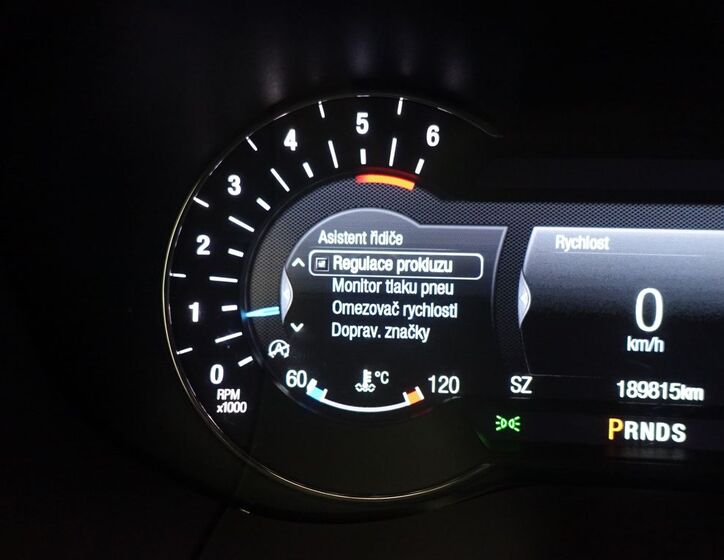 0
1
2
3
4
5
6
RPM
x1000
Asistent řidiče
Regulace prokluzu
Monitor tlaku pneu
Omezovač rychlosti
Doprav. značky
60
°C
120
Rychlost
0
km/h
SZ
189815km
PRNDS